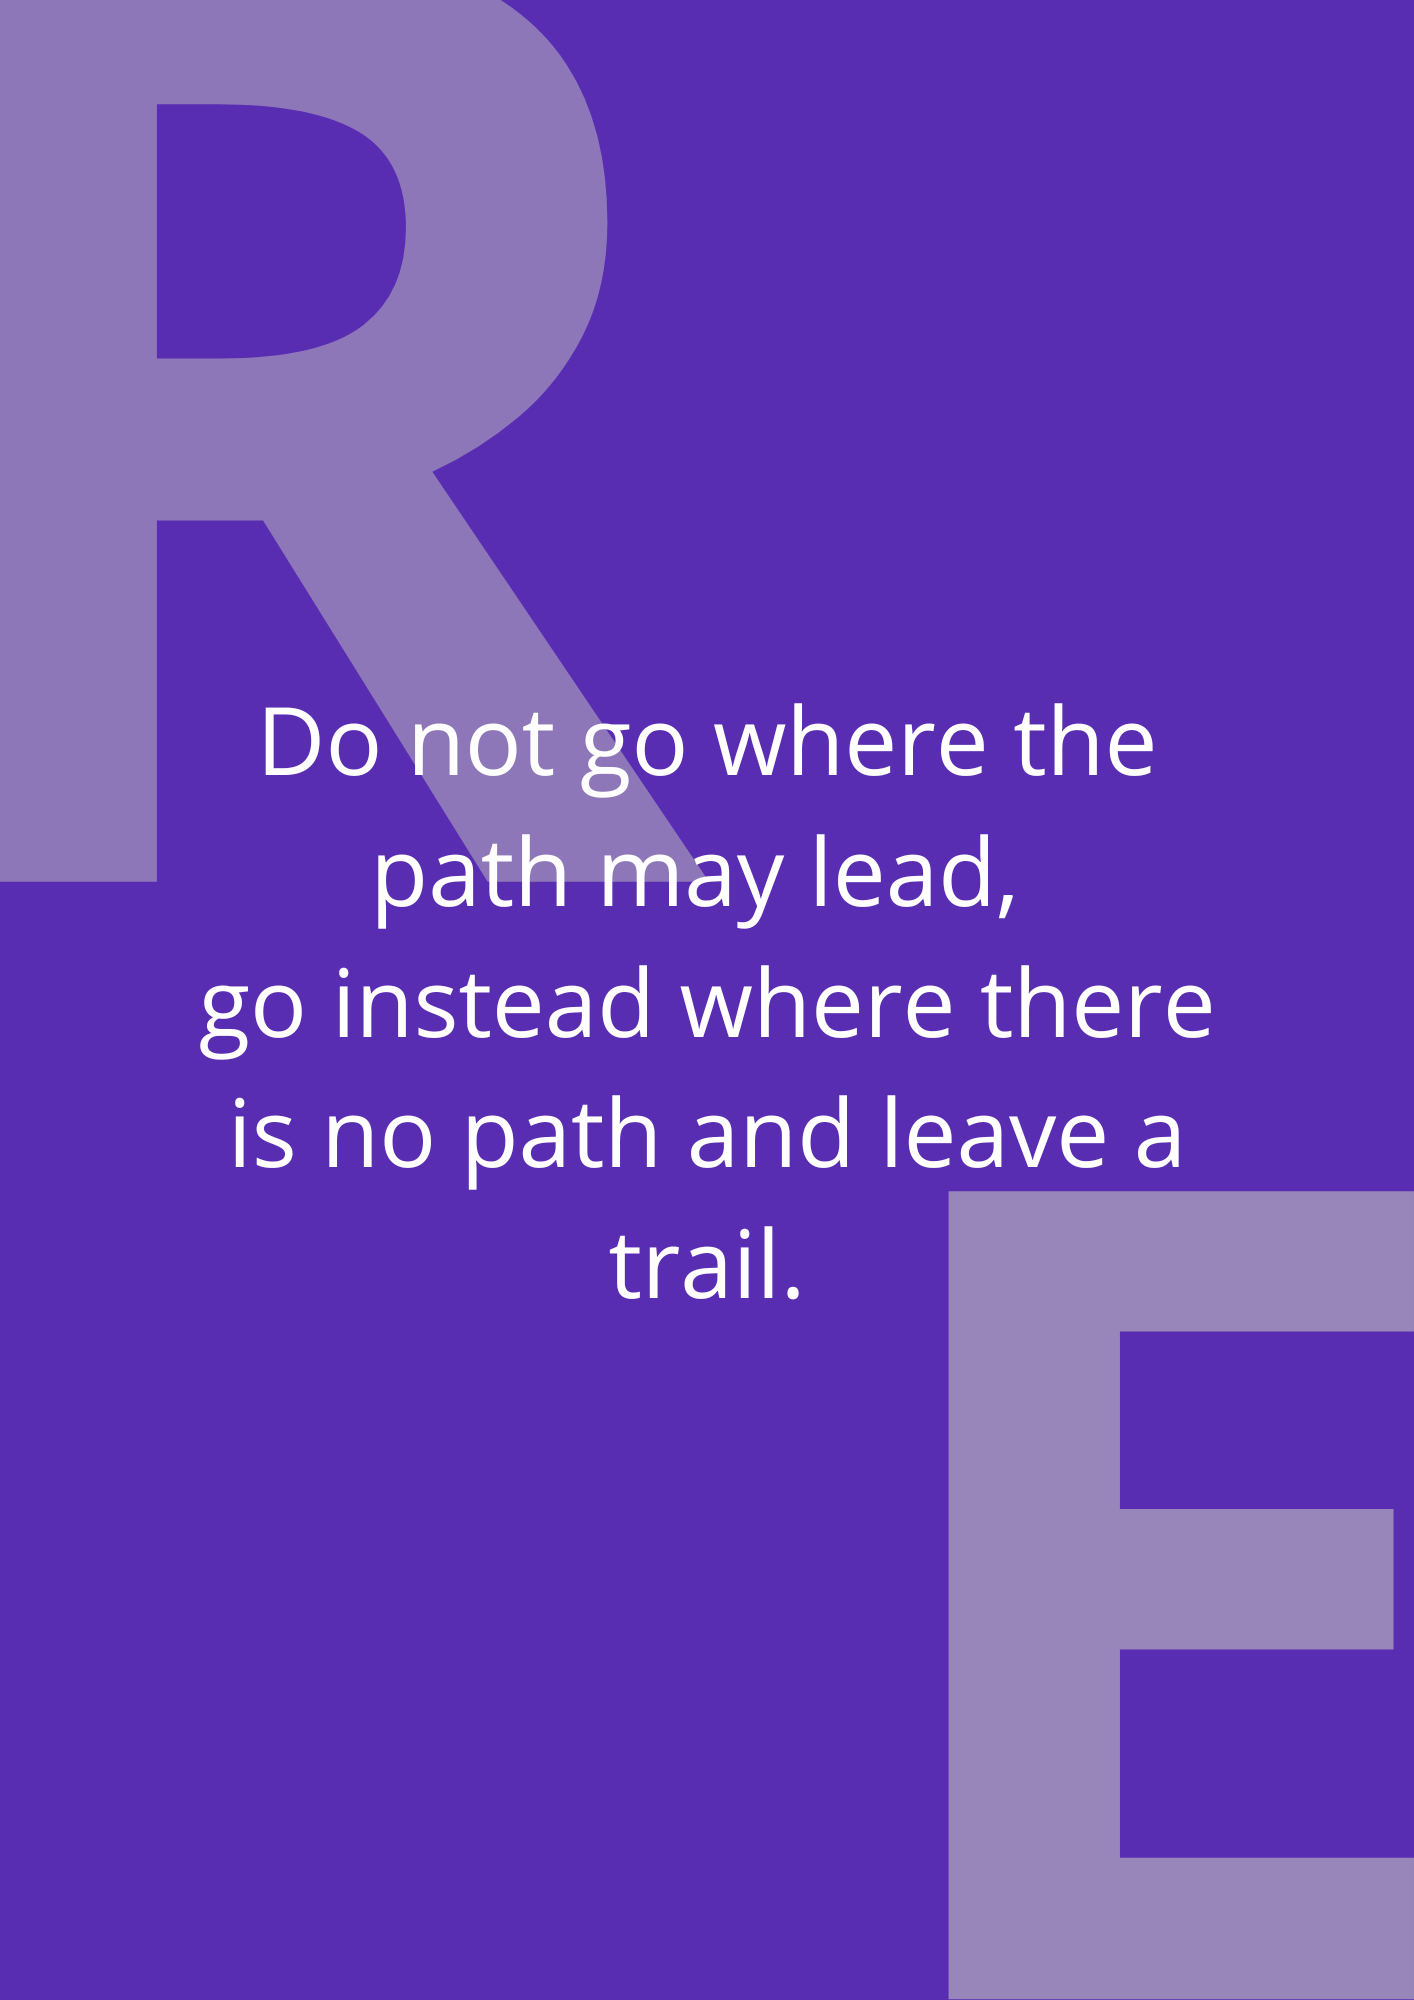 R
Do not go where the
path may lead,
go instead where there
is no path and leave a
trail.
E